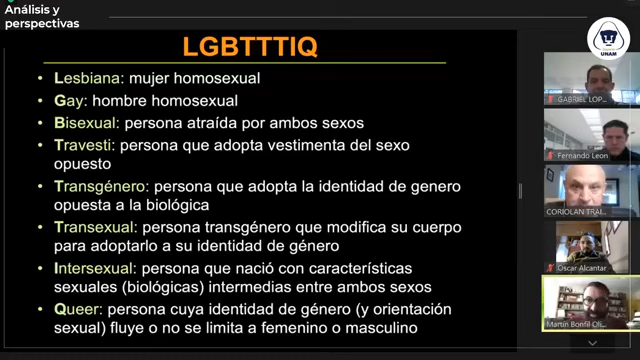 Análisis y
perspectivas
LGBTTTIQ
• Lesbiana: mujer homosexual
• Gay: hombre homosexual
• Bisexual: persona atraída por ambos sexos
• Travesti: persona que adopta vestimenta del sexo
opuesto
• Transgénero: persona que adopta la identidad de genero
opuesta a la biológica
• Transexual: persona transgénero que modifica su cuerpo
para adoptarlo a su identidad de género
• Intersexual: persona que nació con características
sexuales (biológicas) intermedias entre ambos sexos
• Queer: persona cuya identidad de género (y orientación
sexual) fluye o no se limita a femenino o masculino
UNAM
GABRIEL LOP...
Fernando Leon
CORIOLAN TRAI...
Oscar Alcantar
Martín Bonfil Oli...